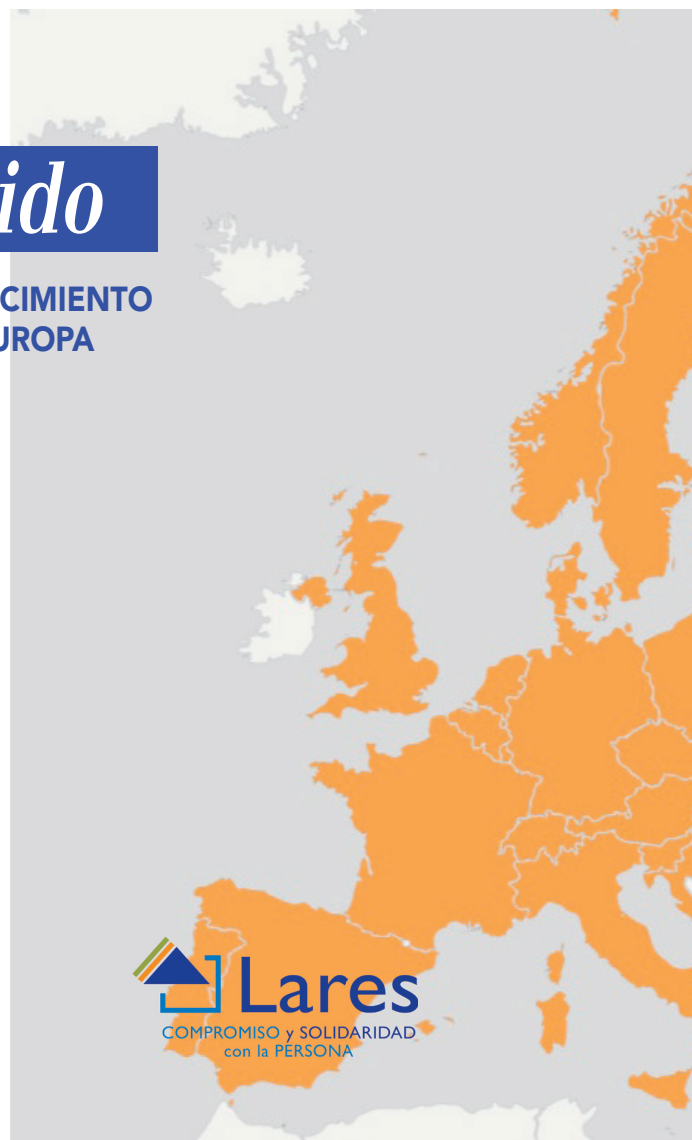 ido
CIMIENTO
UROPA
Lares
COMPROMISO y SOLIDARIDAD
con la PERSONA